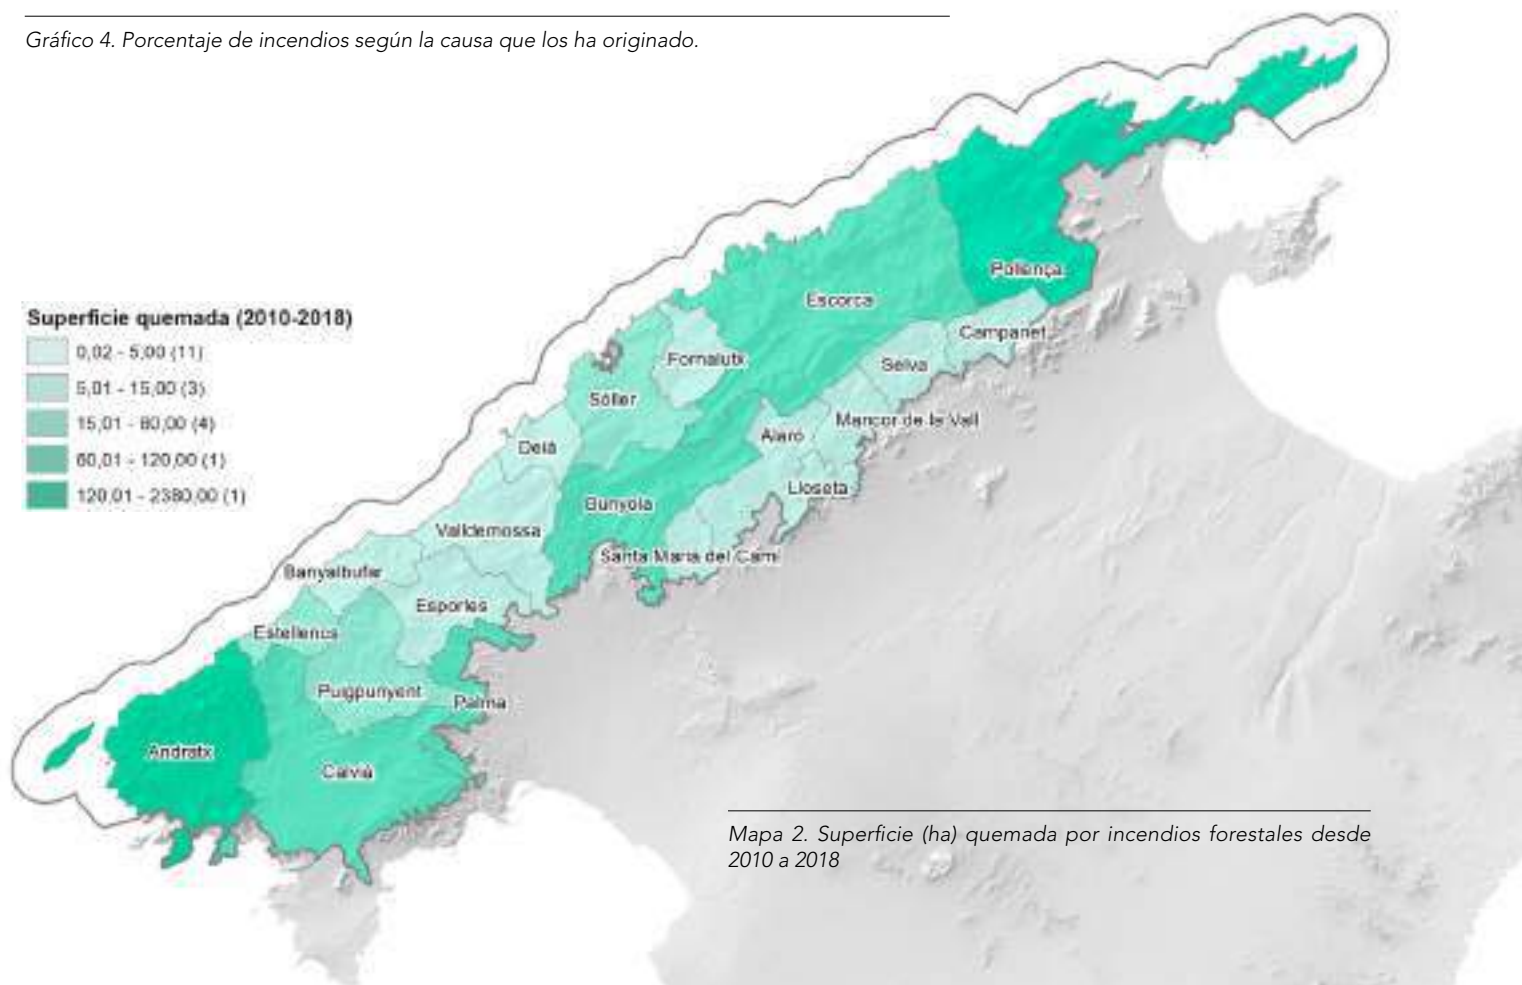 Gráfico 4. Porcentaje de incendios según la causa que los ha originado.
Pollença
Escorca
Superficie quemada (2010-2018)
0,02 - 5,00 (11)
5,01 - 15,00 (3)
15,01 - 60,00 (4)
60,01 - 120,00 (1)
120,01 - 2380,00 (1)
Campanet
Fornalutx
Selva
Sóller
Mancor de la Vall
Alaró
Deià
Lloseta
Bunyola
Valldemossa
Santa Maria del Camí
Banyalbufar
Esporles
Estellencs
Puigpunyent
Palma
Andratx
Calvià
Mapa 2. Superficie (ha) quemada por incendios forestales desde
2010 a 2018